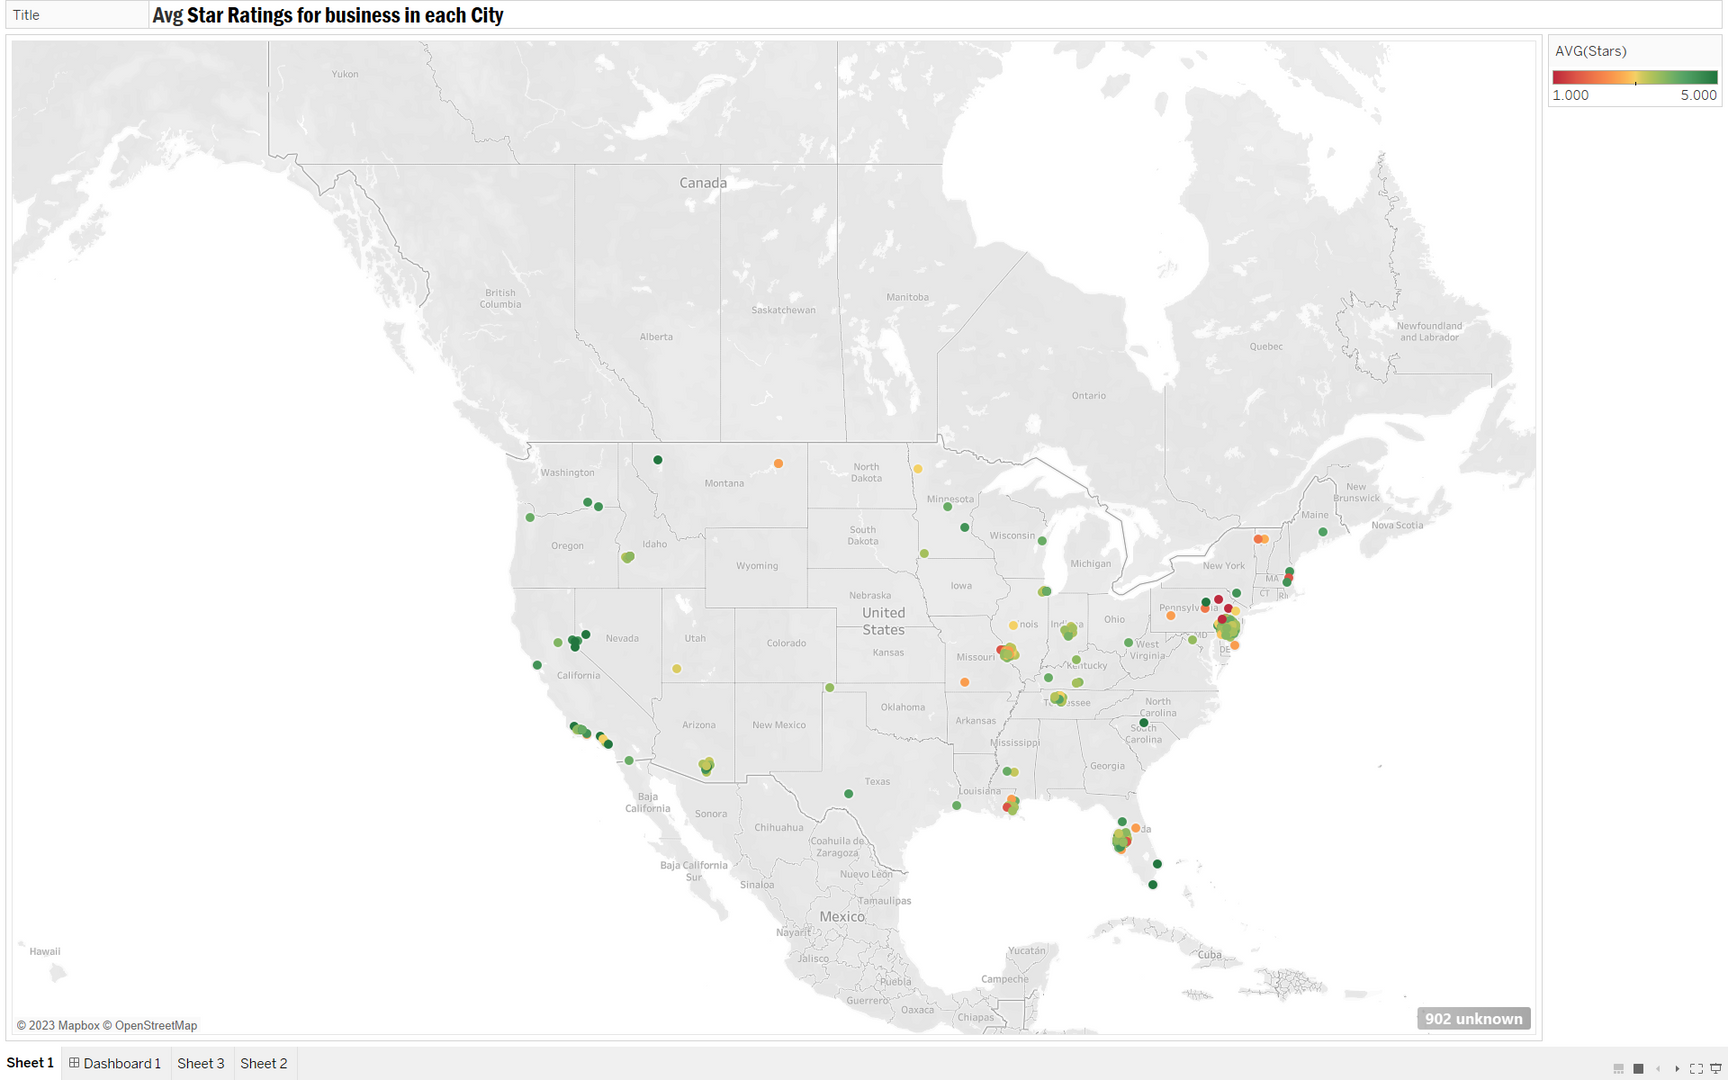 Title
Avg Star Ratings for business in each City
AVG(Stars)
1.000
5.000
Yukon
Canada
British
Columbia
Alberta
Saskatchewan
Manitoba
Ontario
Quebec
Newfoundland
and Labrador
New
Brunswick
Nova Scotia
Maine
Washington
Montana
North
Dakota
Minnesota
South
Dakota
Wisconsin
Michigan
New York
MA
CT
RI
Oregon
Idaho
Wyoming
Iowa
Nebraska
United
States
Pennsylvania
Ohio
MD
DE
Nevada
Utah
Colorado
Kansas
Missouri
West
Virginia
Kentucky
California
Arizona
New Mexico
Oklahoma
Arkansas
Tennessee
North
Carolina
South
Carolina
Mississippi
Georgia
Texas
Louisiana
Baja
California
Sonora
Chihuahua
Coahuila de
Zaragoza
Baja California
Sur
Sinaloa
Nuevo León
Tamaulipas
Mexico
Nayarit
Jalisco
Puebla
Guerrero
Oaxaca
Chiapas
Campeche
Yucatán
Cuba
Hawaii
© 2023 Mapbox © OpenStreetMap
902 unknown
Sheet 1
Dashboard 1
Sheet 3
Sheet 2